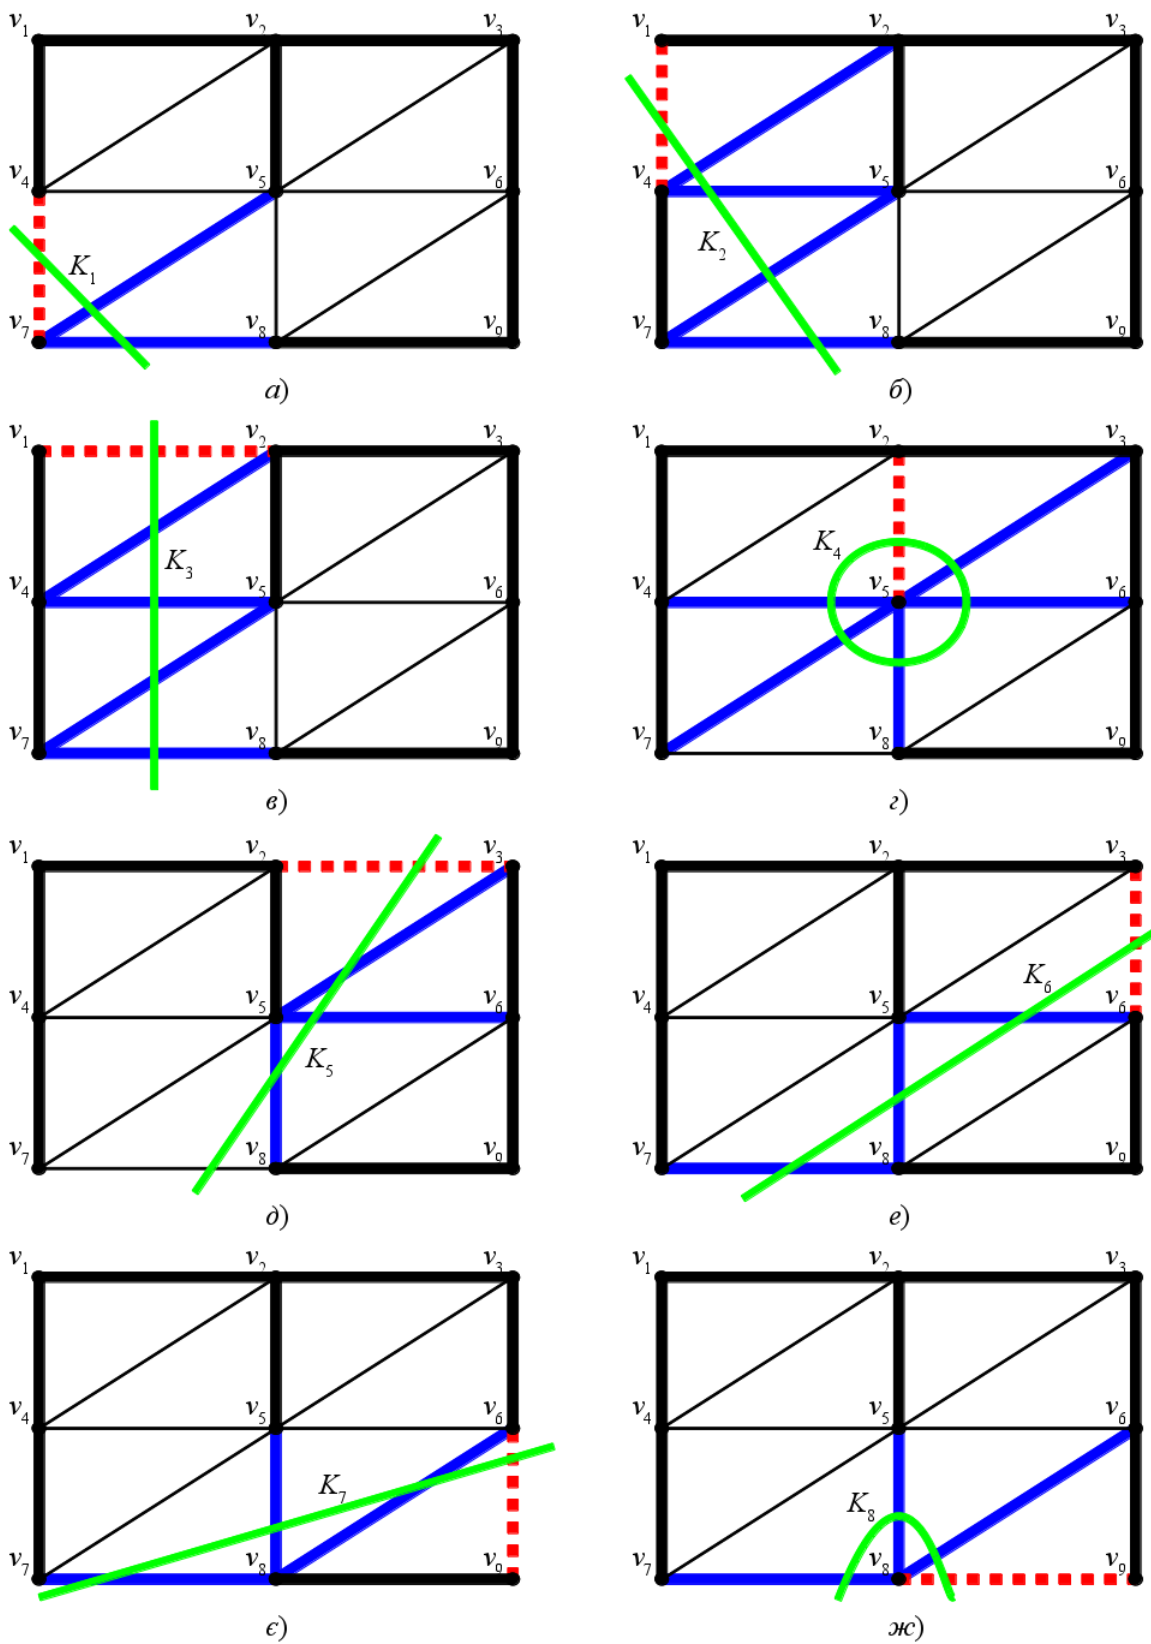 v₁ v₂ v₃ v₁ v₂ v₃
v₄ v₅ v₆ v₄ v₅ v₆
K₁ K₂
v₇ v₈ v₉ v₇ v₈ v₉
а) б)
v₁ v₂ v₃ v₁ v₂ v₃
K₃ K₄
v₄ v₅ v₆ v₄ v₅ v₆
v₇ v₈ v₉ v₇ v₈ v₉
в) г)
v₁ v₂ v₃ v₁ v₂ v₃
K₆
v₄ v₅ v₆ v₄ v₅ v₆
K₅
v₇ v₈ v₉ v₇ v₈ v₉
д) е)
v₁ v₂ v₃ v₁ v₂ v₃
v₄ v₅ v₆ v₄ v₅ v₆
K₇ K₈
v₇ v₈ v₉ v₇ v₈ v₉
є) ж)